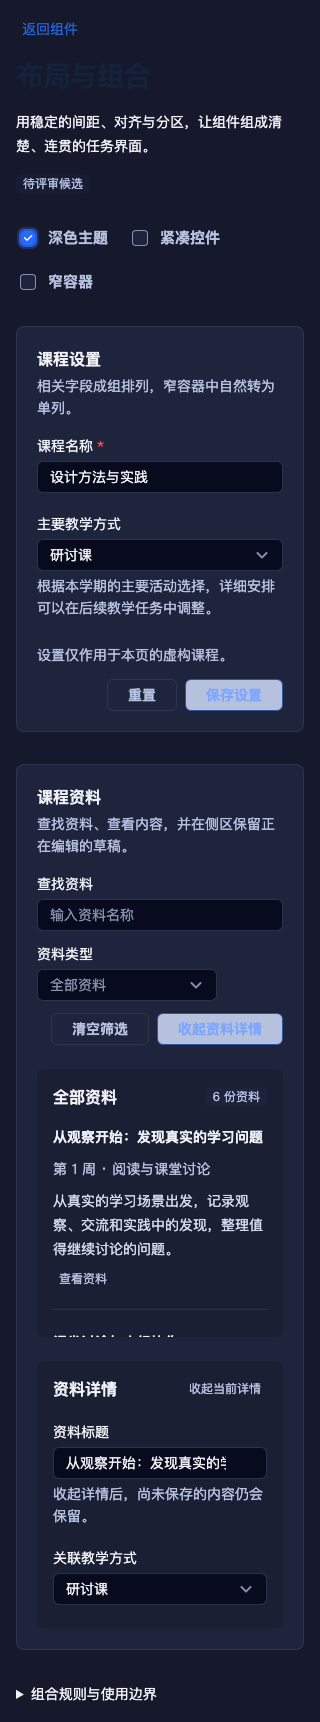 返回组件
布局与组合
用稳定的间距、对齐与分区，让组件组成清
楚、连贯的任务界面。
待评审候选
深色主题 紧凑控件
窄容器
课程设置
相关字段成组排列，窄容器中自然转为
单列。
课程名称 *
设计方法与实践
主要教学方式
研讨课
根据本学期的主要活动选择，详细安排
可以在后续教学任务中调整。
设置仅作用于本页的虚构课程。
重置 保存设置
课程资料
查找资料、查看内容，并在侧区保留正
在编辑的草稿。
查找资料
输入资料名称
资料类型
全部资料
清空筛选 收起资料详情
全部资料 6 份资料
从观察开始：发现真实的学习问题
第 1 周 · 阅读与课堂讨论
从真实的学习场景出发，记录观
察、交流和实践中的发现，整理值
得继续讨论的问题。
查看资料
资料详情 收起当前详情
资料标题
从观察开始：发现真实的
收起详情后，尚未保存的内容仍会
保留。
关联教学方式
研讨课
组合规则与使用边界